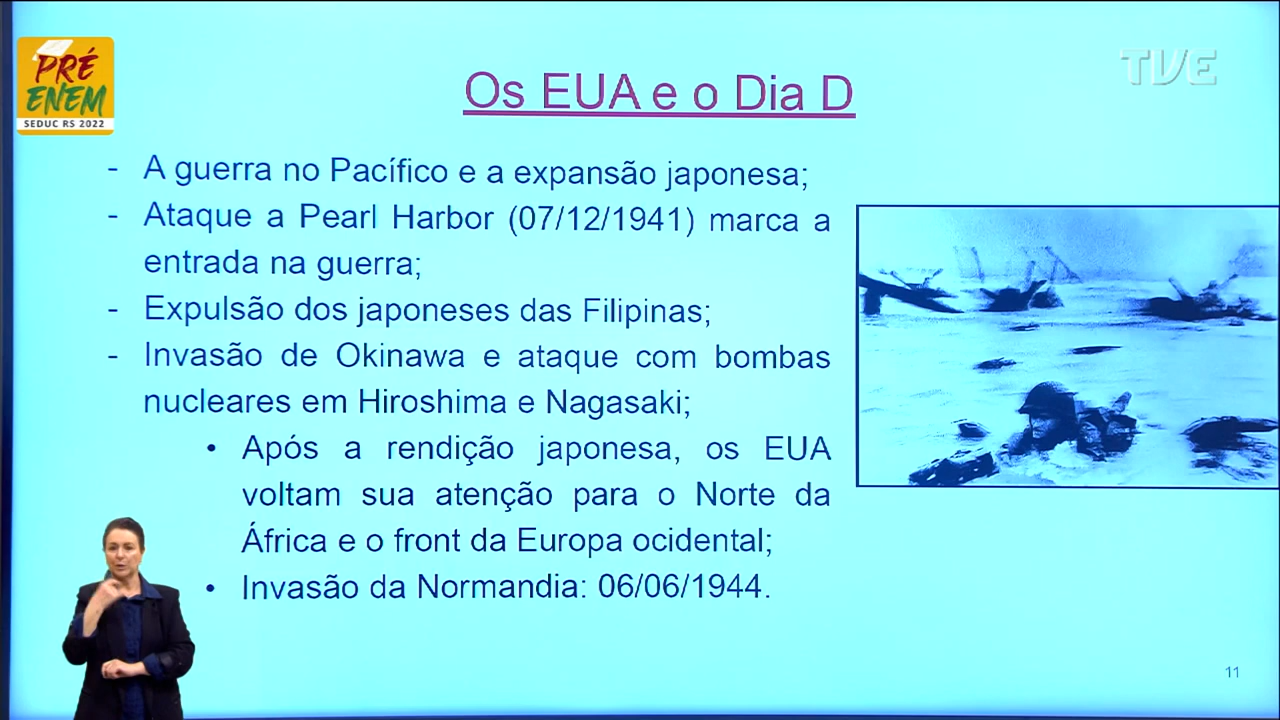 PRÉ
ENEM
SEDUC RS 2022
TVE
Os EUA e o Dia D
- A guerra no Pacífico e a expansão japonesa;
- Ataque a Pearl Harbor (07/12/1941) marca a
entrada na guerra;
- Expulsão dos japoneses das Filipinas;
- Invasão de Okinawa e ataque com bombas
nucleares em Hiroshima e Nagasaki;
• Após a rendição japonesa, os EUA
voltam sua atenção para o Norte da
África e o front da Europa ocidental;
• Invasão da Normandia: 06/06/1944.
11